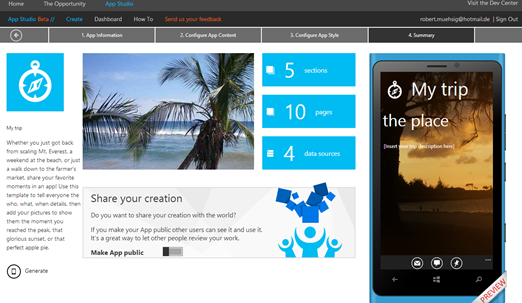 Home
The Opportunity
App Studio
Visit the Dev Center
App Studio Beta //
Create
Dashboard
How To
Send us your feedback
robert.muehsig@hotmail.de | Sign Out
1. App Information
2. Configure App Content
3. Configure App Style
4. Summary
My trip
Whether you just got back
from scaling Mt. Everest, a
weekend at the beach, or just
a walk down to the farmer's
market, share your favorite
moments in an app! Use this
template to tell everyone the
who, what, when, details, then
add your pictures to show
them the moment you
reached the peak, that
glorious sunset, or that
perfect apple pie.
Generate
5 sections
10 pages
4 data sources
Share your creation
Do you want to share your creation with the world?
If you make your App public other users can see it and use it.
It's a great way to let other people review your work.
Make App public
My trip
the place
[Insert your trip description here]
PREVIEW